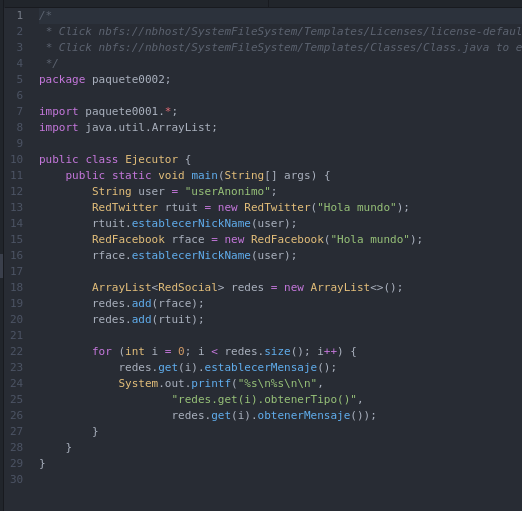 1 /*
2  * Click nbfs://nbhost/SystemFileSystem/Templates/Licenses/license-defaul
3  * Click nbfs://nbhost/SystemFileSystem/Templates/Classes/Class.java to e
4  */
5 package paquete0002;
6
7 import paquete0001.*;
8 import java.util.ArrayList;
9
10 public class Ejecutor {
11     public static void main(String[] args) {
12         String user = "userAnonimo";
13         RedTwitter rtuit = new RedTwitter("Hola mundo");
14         rtuit.establecerNickName(user);
15         RedFacebook rface = new RedFacebook("Hola mundo");
16         rface.establecerNickName(user);
17
18         ArrayList<RedSocial> redes = new ArrayList<>();
19         redes.add(rface);
20         redes.add(rtuit);
21
22         for (int i = 0; i < redes.size(); i++) {
23             redes.get(i).establecerMensaje();
24             System.out.printf("%s\n%s\n\n",
25                     "redes.get(i).obtenerTipo()",
26                     redes.get(i).obtenerMensaje());
27         }
28     }
29 }
30